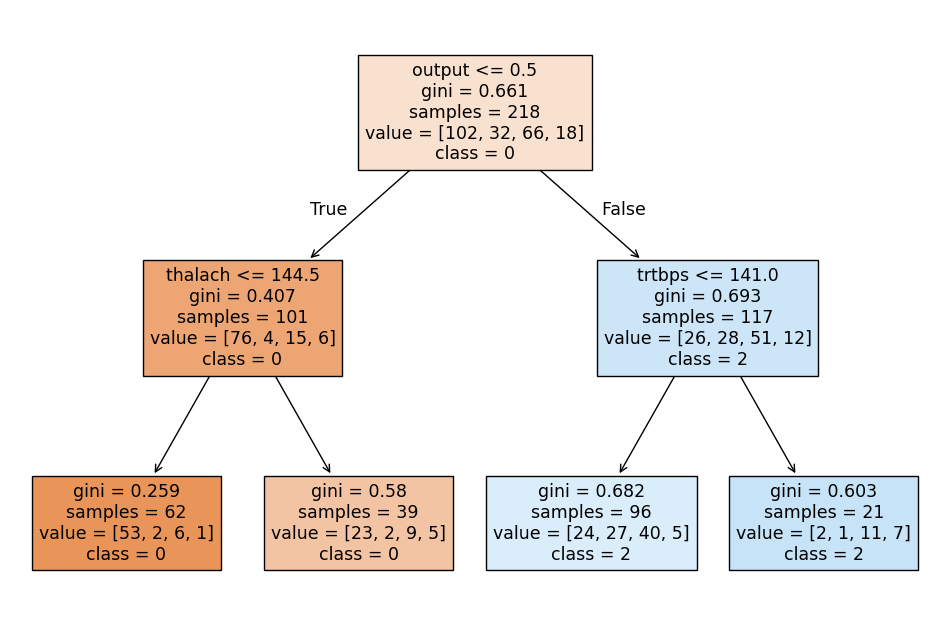 output <= 0.5
gini = 0.661
samples = 218
value = [102, 32, 66, 18]
class = 0
True
False
thalach <= 144.5
gini = 0.407
samples = 101
value = [76, 4, 15, 6]
class = 0
trtbps <= 141.0
gini = 0.693
samples = 117
value = [26, 28, 51, 12]
class = 2
gini = 0.259
samples = 62
value = [53, 2, 6, 1]
class = 0
gini = 0.58
samples = 39
value = [23, 2, 9, 5]
class = 0
gini = 0.682
samples = 96
value = [24, 27, 40, 5]
class = 2
gini = 0.603
samples = 21
value = [2, 1, 11, 7]
class = 2